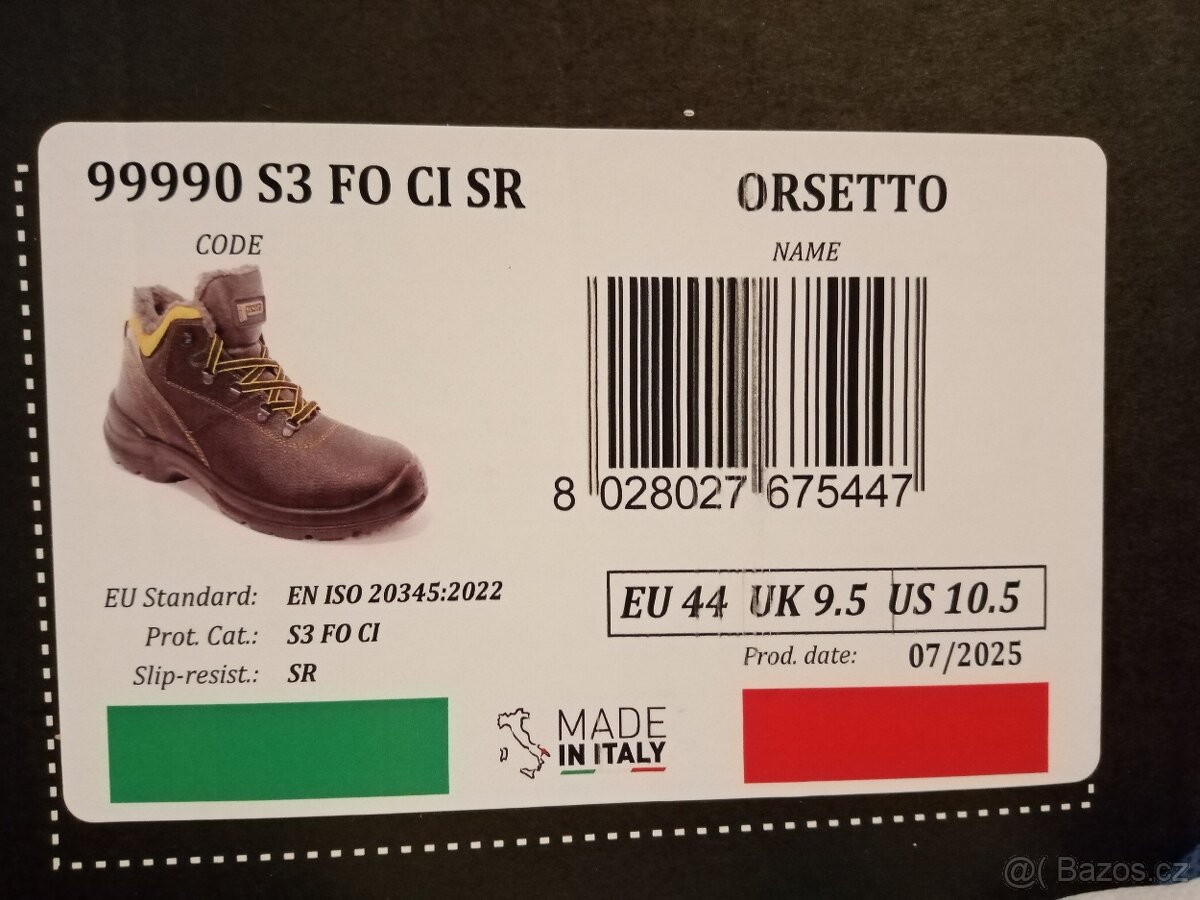 99990 S3 FO CI SR
ORSETTO
CODE
NAME
8 028027 675447
EU Standard: EN ISO 20345:2022
Prot. Cat.: S3 FO CI
Slip-resist.: SR
EU 44 UK 9.5 US 10.5
Prod. date: 07/2025
MADE
IN ITALY
@( Bazos.cz